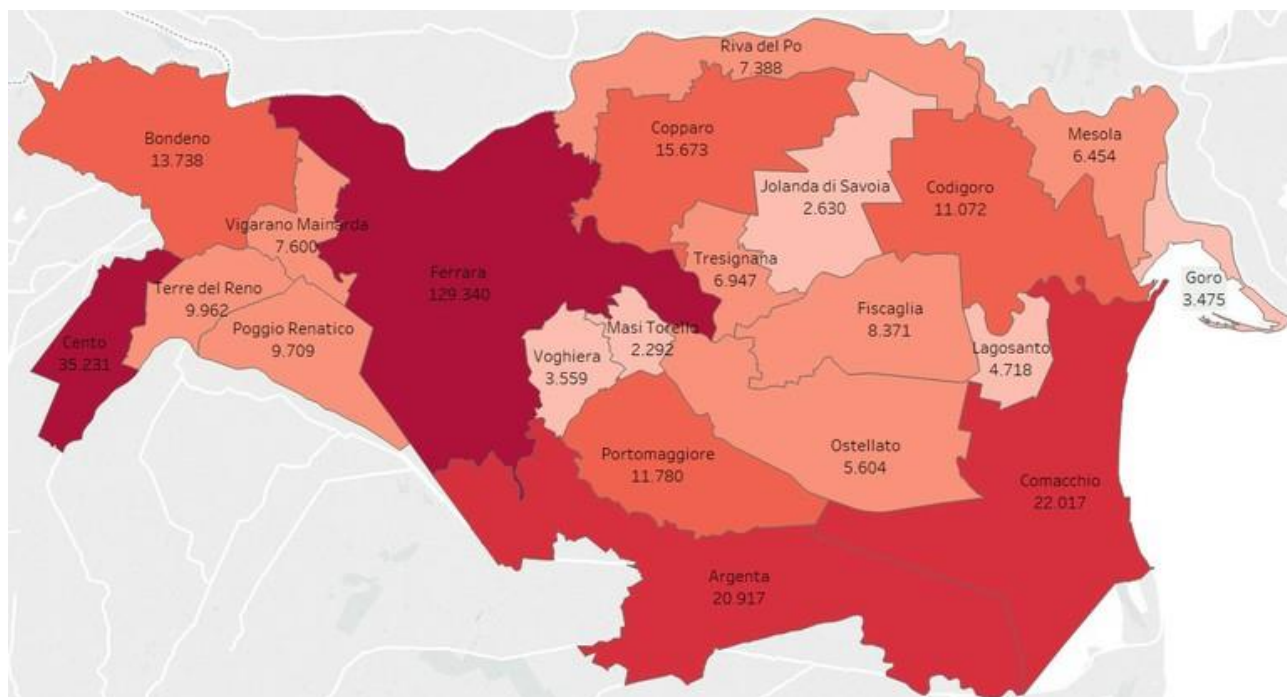 Riva del Po
7.388
Bondeno
13.738
Copparo
15.673
Mesola
6.454
Jolanda di Savoia
2.630
Codigoro
11.072
Vigarano Mainarda
7.600
Tresignana
6.947
Ferrara
129.340
Goro
3.475
Terre del Reno
9.962
Fiscaglia
8.371
Poggio Renatico
9.709
Masi Torello
2.292
Cento
35.231
Voghiera
3.559
Lagosanto
4.718
Ostellato
5.604
Portomaggiore
11.780
Comacchio
22.017
Argenta
20.917